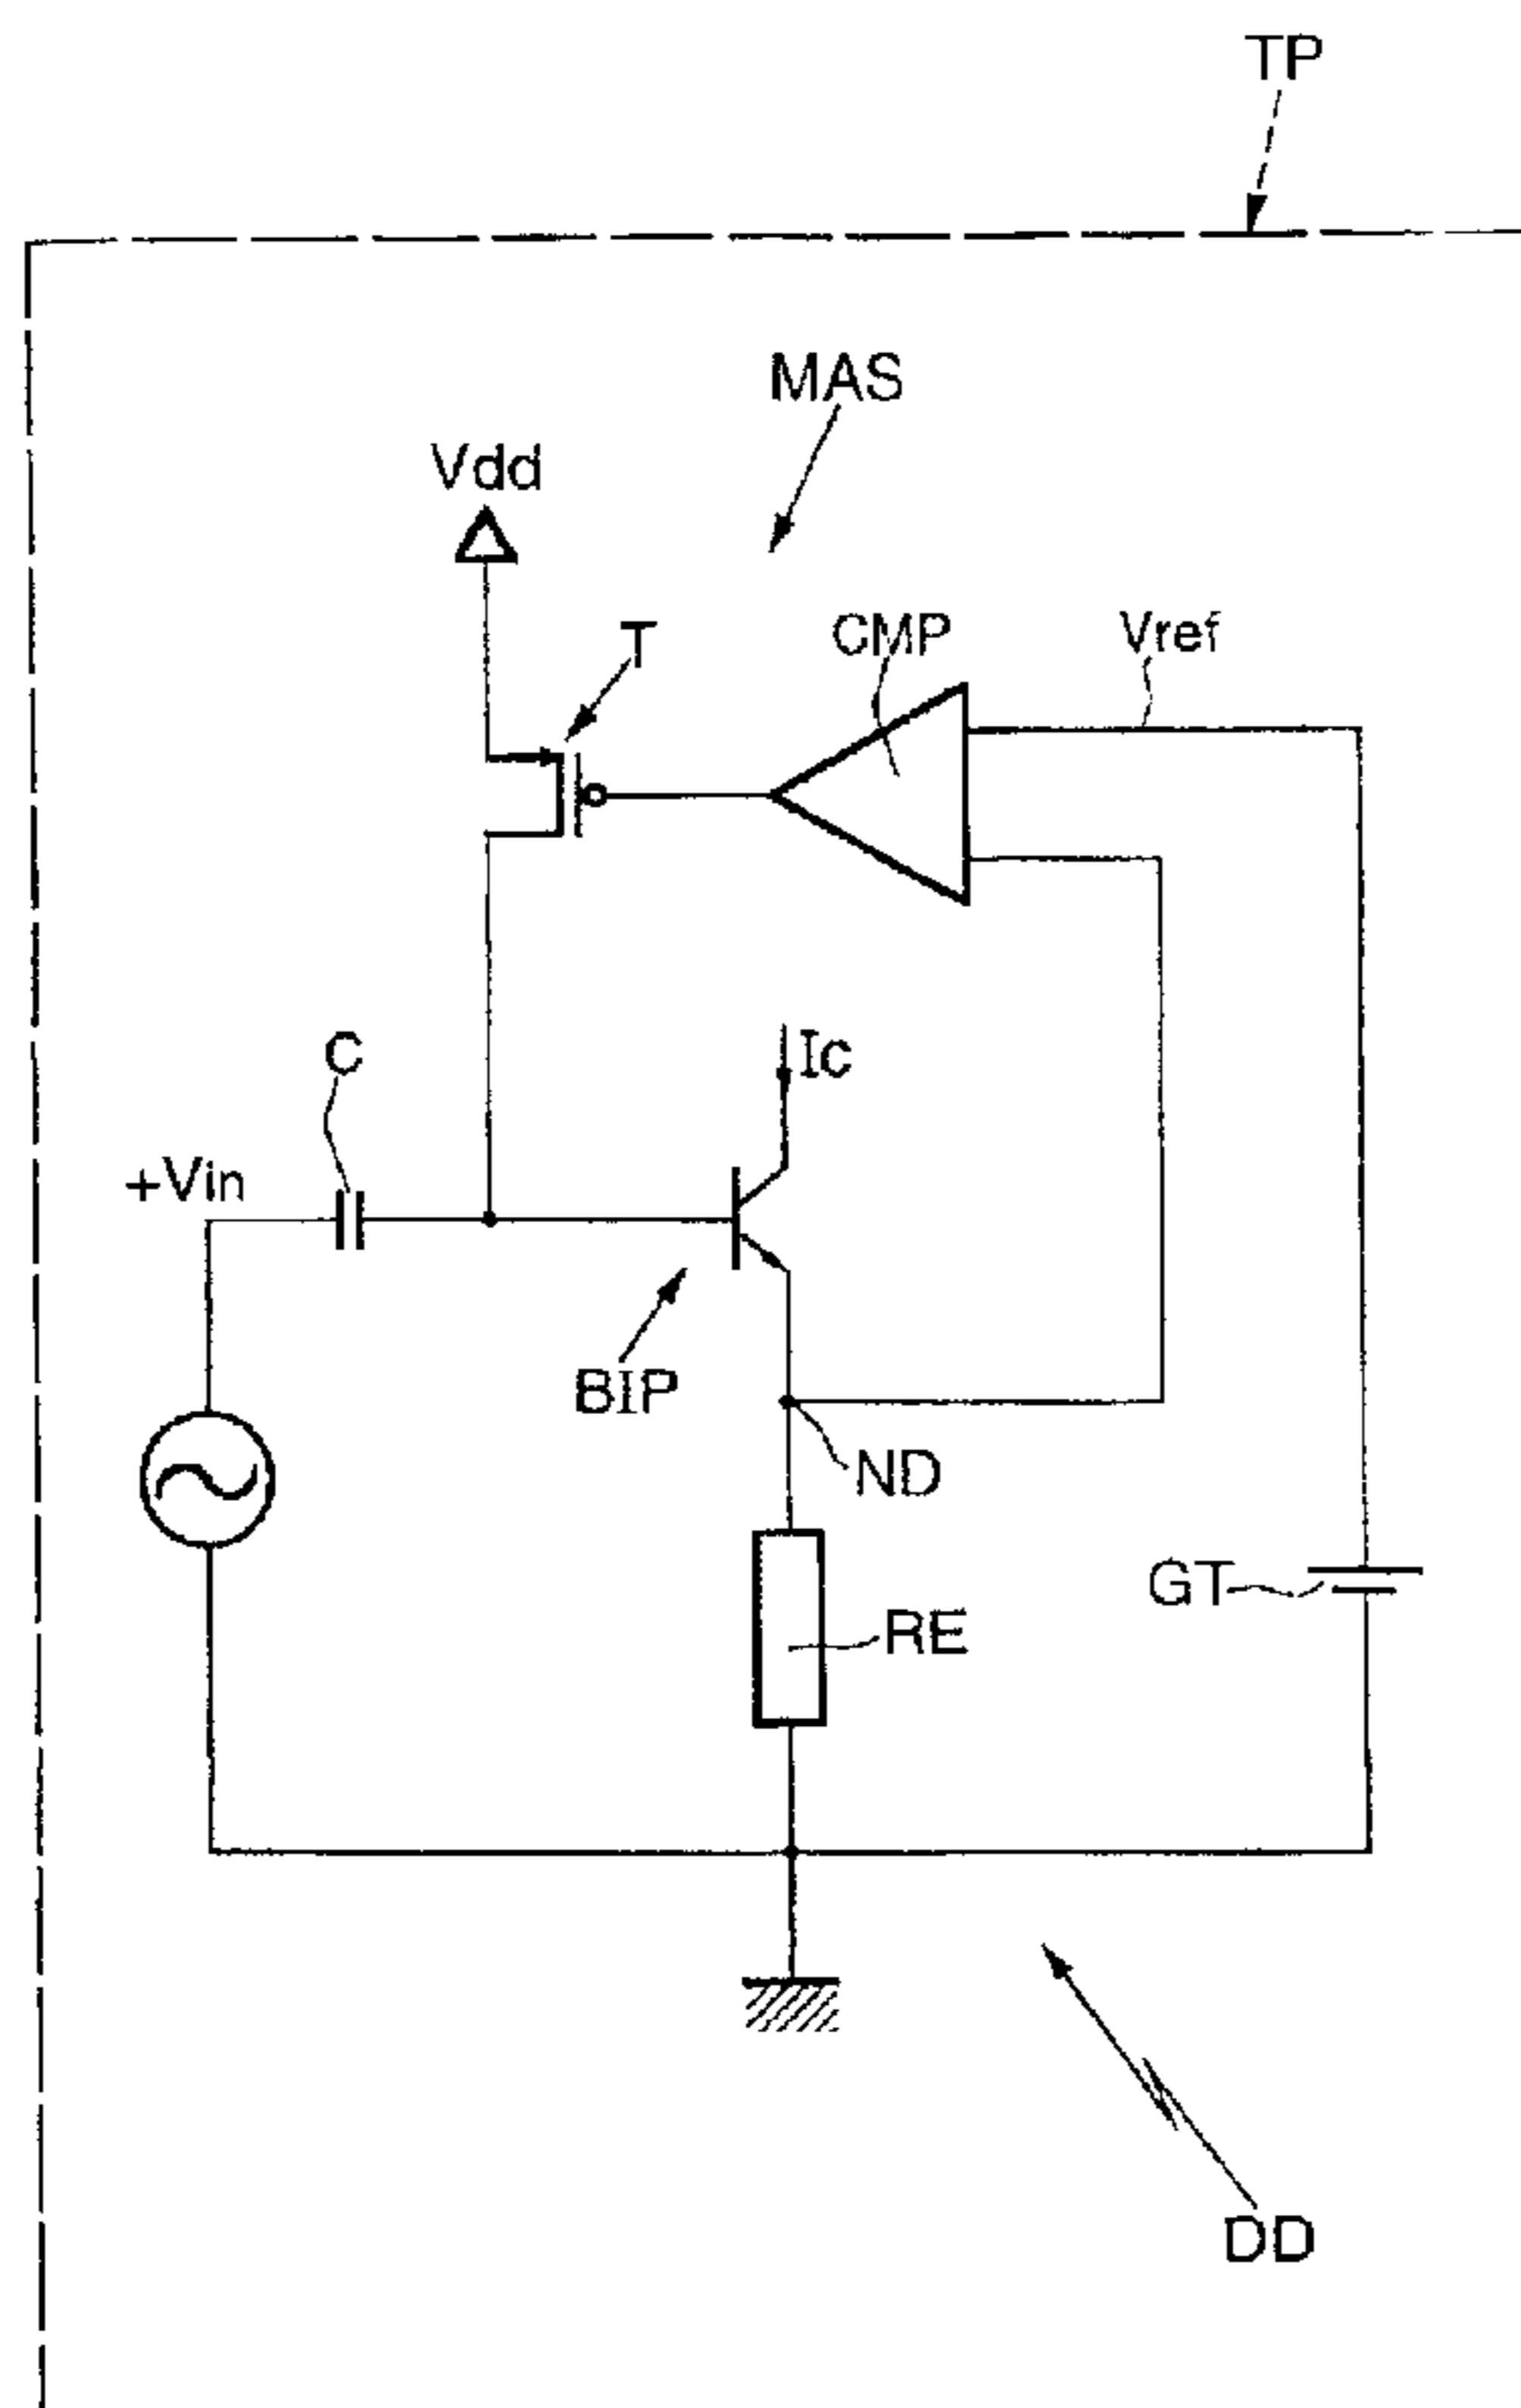 TP
MAS
Vdd
T
CMP
Vref
C
Ic
+Vin
BIP
ND
GT
RE
DD